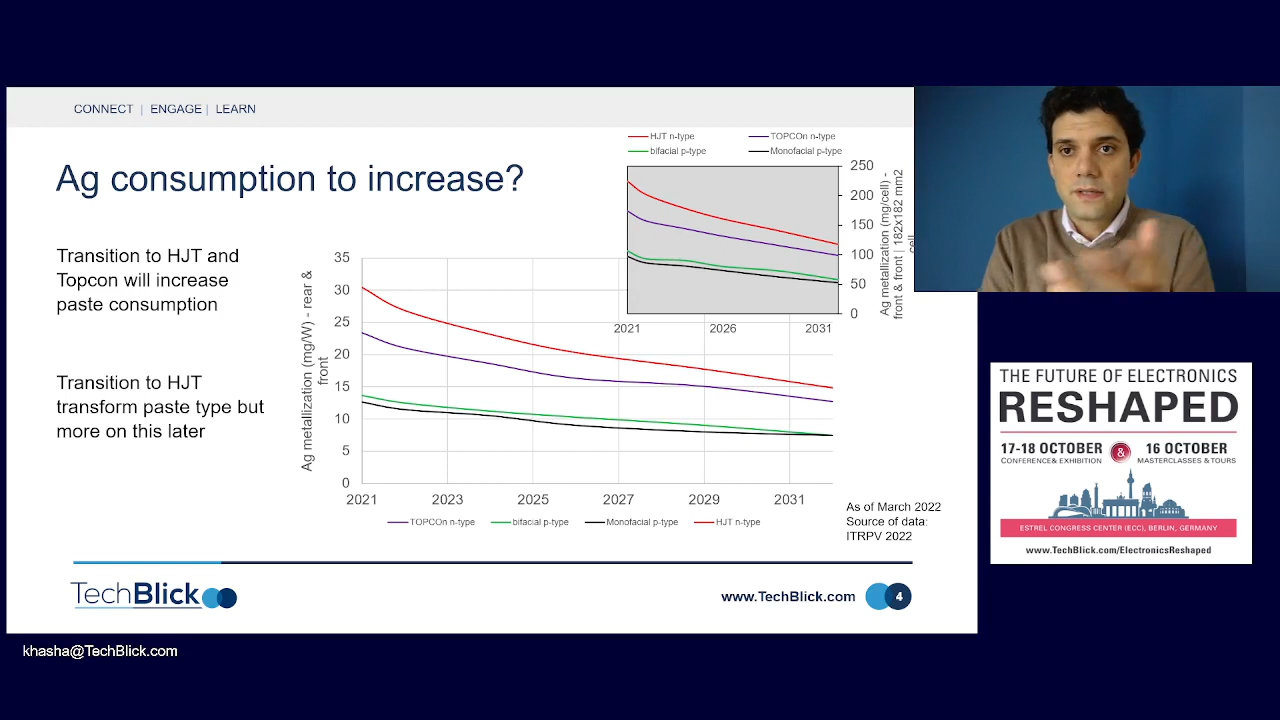 CONNECT | ENGAGE | LEARN
Ag consumption to increase?
Transition to HJT and
Topcon will increase
paste consumption
Transition to HJT
transform paste type but
more on this later
HJT n-type
TOPCOn n-type
bifacial p-type
Monofacial p-type
250
200
150
100
50
0
2021
2026
2031
Ag metallization (mg/cell) -
front & front | 182x182 mm2
cell
Ag metallization (mg/W) - rear &
front
35
30
25
20
15
10
5
0
2021
2023
2025
2027
2029
2031
TOPCOn n-type
bifacial p-type
Monofacial p-type
HJT n-type
As of March 2022
Source of data:
ITRPV 2022
TechBlick
www.TechBlick.com
4
THE FUTURE OF ELECTRONICS
RESHAPED
17-18 OCTOBER
CONFERENCE& EXHIBITION
&
16 OCTOBER
MASTERCLASSES & TOURS
ESTREL CONGRESS CENTER (ECC), BERLIN, GERMANY
www.TechBlick.com/ElectronicsReshaped
khasha@TechBlick.com